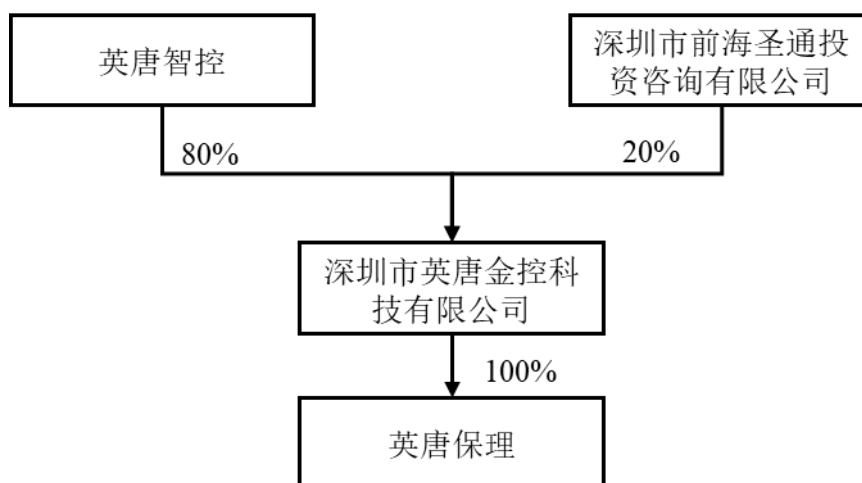 英唐智控
深圳市前海圣通投
资咨询有限公司
80%
20%
深圳市英唐金控科
技有限公司
100%
英唐保理